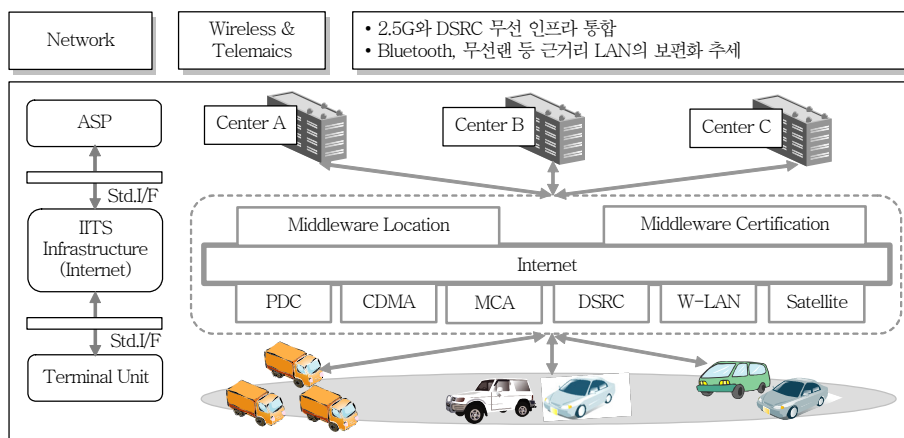 Network
Wireless &
Telemaics
• 2.5G와 DSRC 무선 인프라 통합
• Bluetooth, 무선랜 등 근거리 LAN의 보편화 추세
ASP
Std.I/F
IITS
Infrastructure
(Internet)
Std.I/F
Terminal Unit
Center A
Center B
Center C
Middleware Location
Middleware Certification
Internet
PDC
CDMA
MCA
DSRC
W-LAN
Satellite